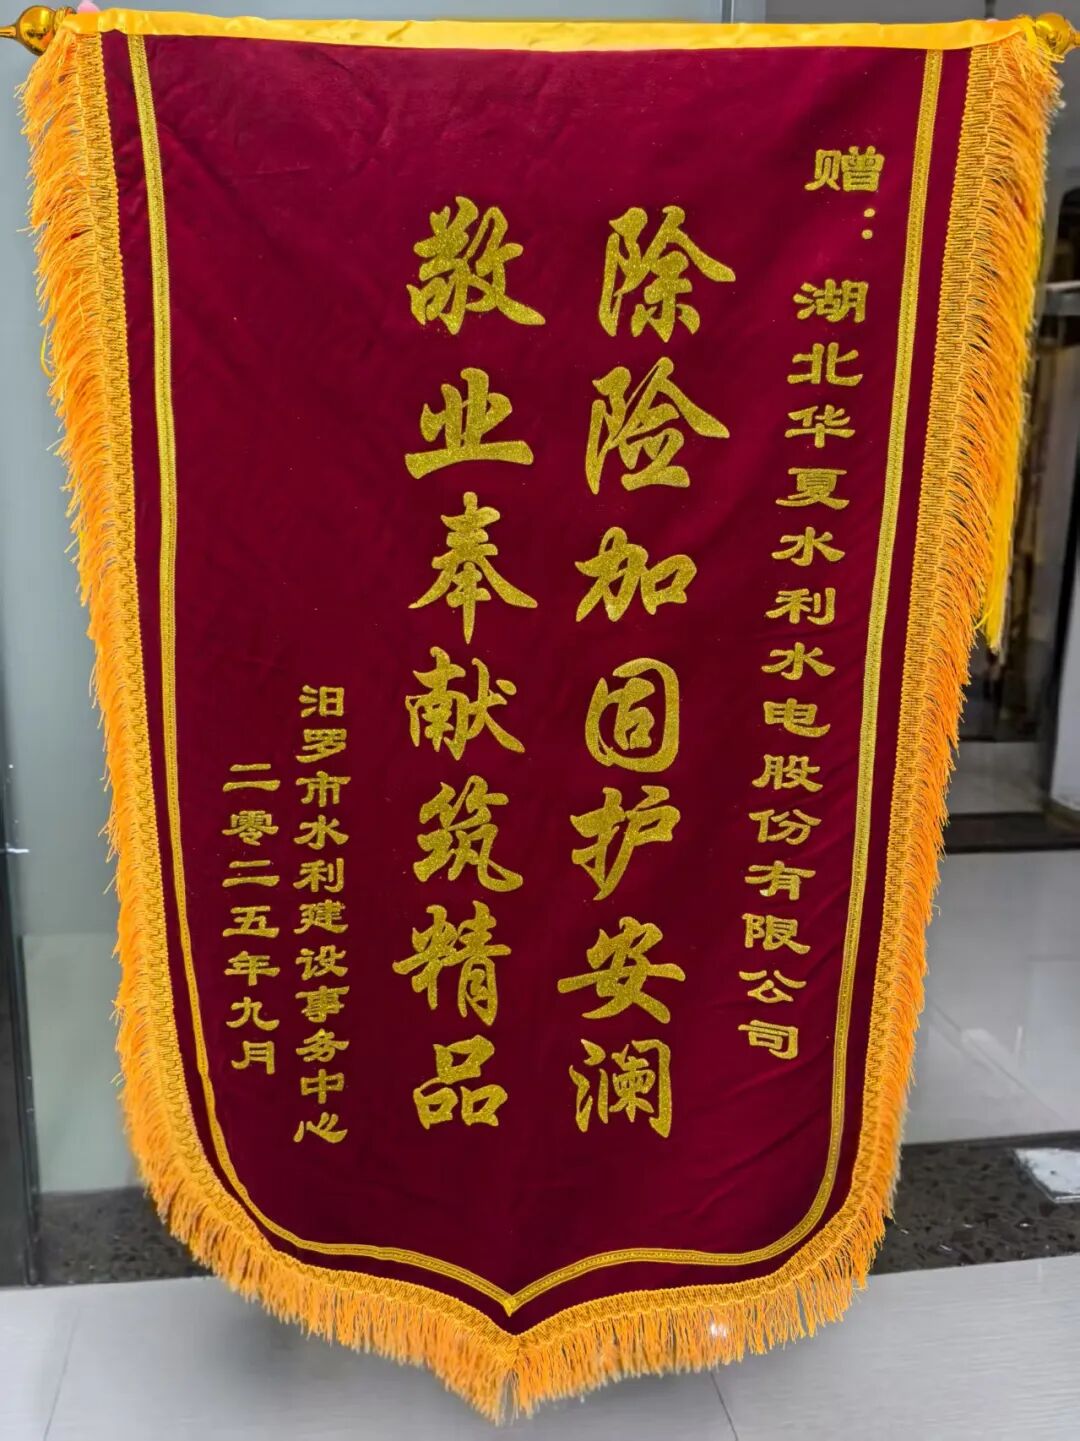 赠：湖北华夏水利水电股份有限公司
除险加固护安澜
敬业奉献筑精品
汨罗市水利建设事务中心
二零二五年九月